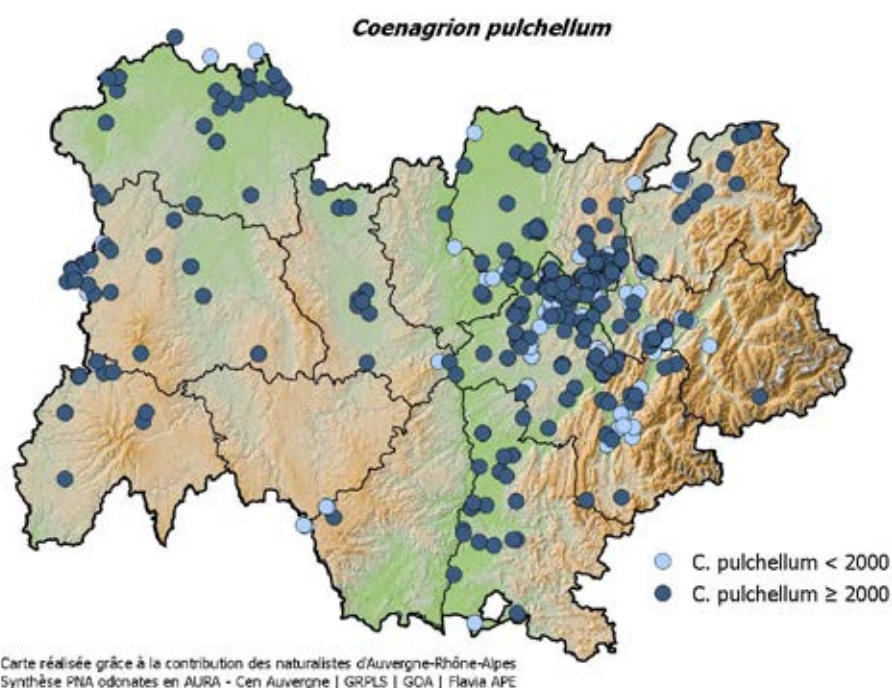 Coenagrion pulchellum
C. pulchellum < 2000
C. pulchellum ≥ 2000
Carte réalisée grâce à la contribution des naturalistes d'Auvergne-Rhône-Alpes
Synthèse PNA odonates en AURA - Cen Auvergne | GRPLS | GOA | Flavia APE